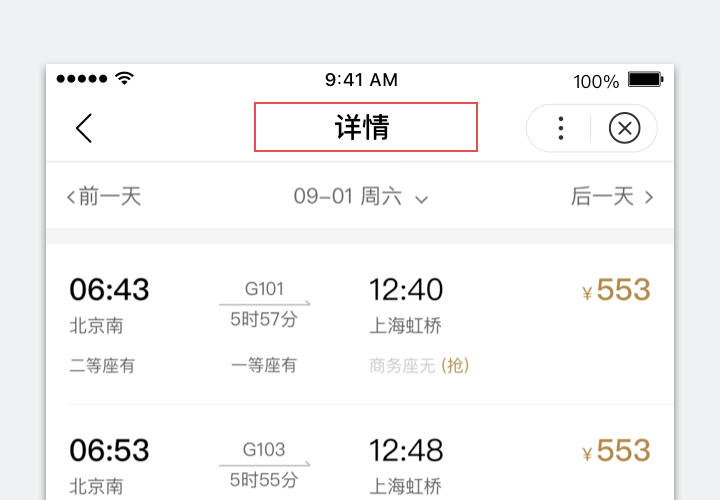 9:41 AM 100%
详情
前一天 09-01 周六 后一天
06:43 G101 12:40 ¥553
北京南 5时57分 上海虹桥
二等座有 一等座有 商务座无 (抢)
06:53 G103 12:48 ¥553
北京南 5时55分 上海虹桥